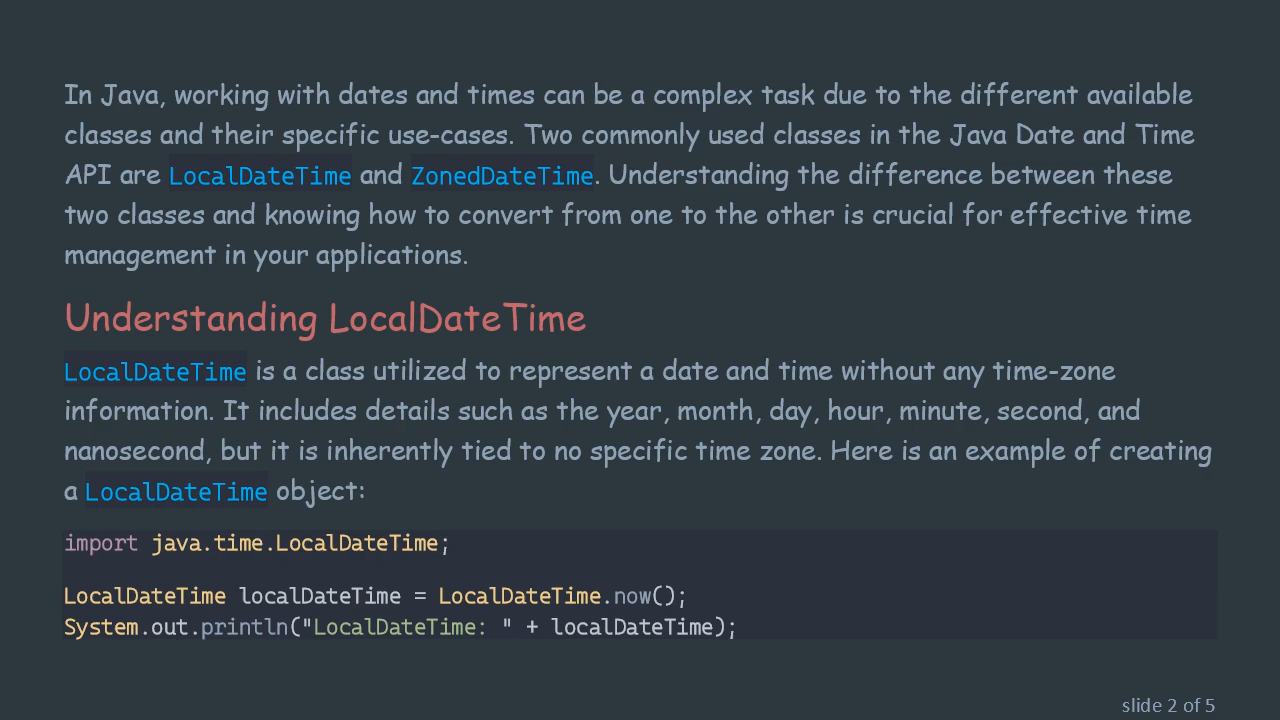 In Java, working with dates and times can be a complex task due to the different available
classes and their specific use-cases. Two commonly used classes in the Java Date and Time
API are LocalDateTime and ZonedDateTime. Understanding the difference between these
two classes and knowing how to convert from one to the other is crucial for effective time
management in your applications.
Understanding LocalDateTime
LocalDateTime is a class utilized to represent a date and time without any time-zone
information. It includes details such as the year, month, day, hour, minute, second, and
nanosecond, but it is inherently tied to no specific time zone. Here is an example of creating
a LocalDateTime object:
import java.time.LocalDateTime;
LocalDateTime localDateTime = LocalDateTime.now();
System.out.println("LocalDateTime: " + localDateTime);
slide 2 of 5